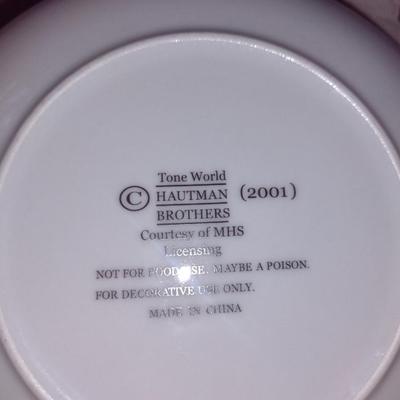 Tone World
© HAUTMAN (2001)
BROTHERS
Courtesy of MHS
Licensing
NOT FOR FOOD USE. MAYBE A POISON.
FOR DECORATIVE USE ONLY.
MADE IN CHINA